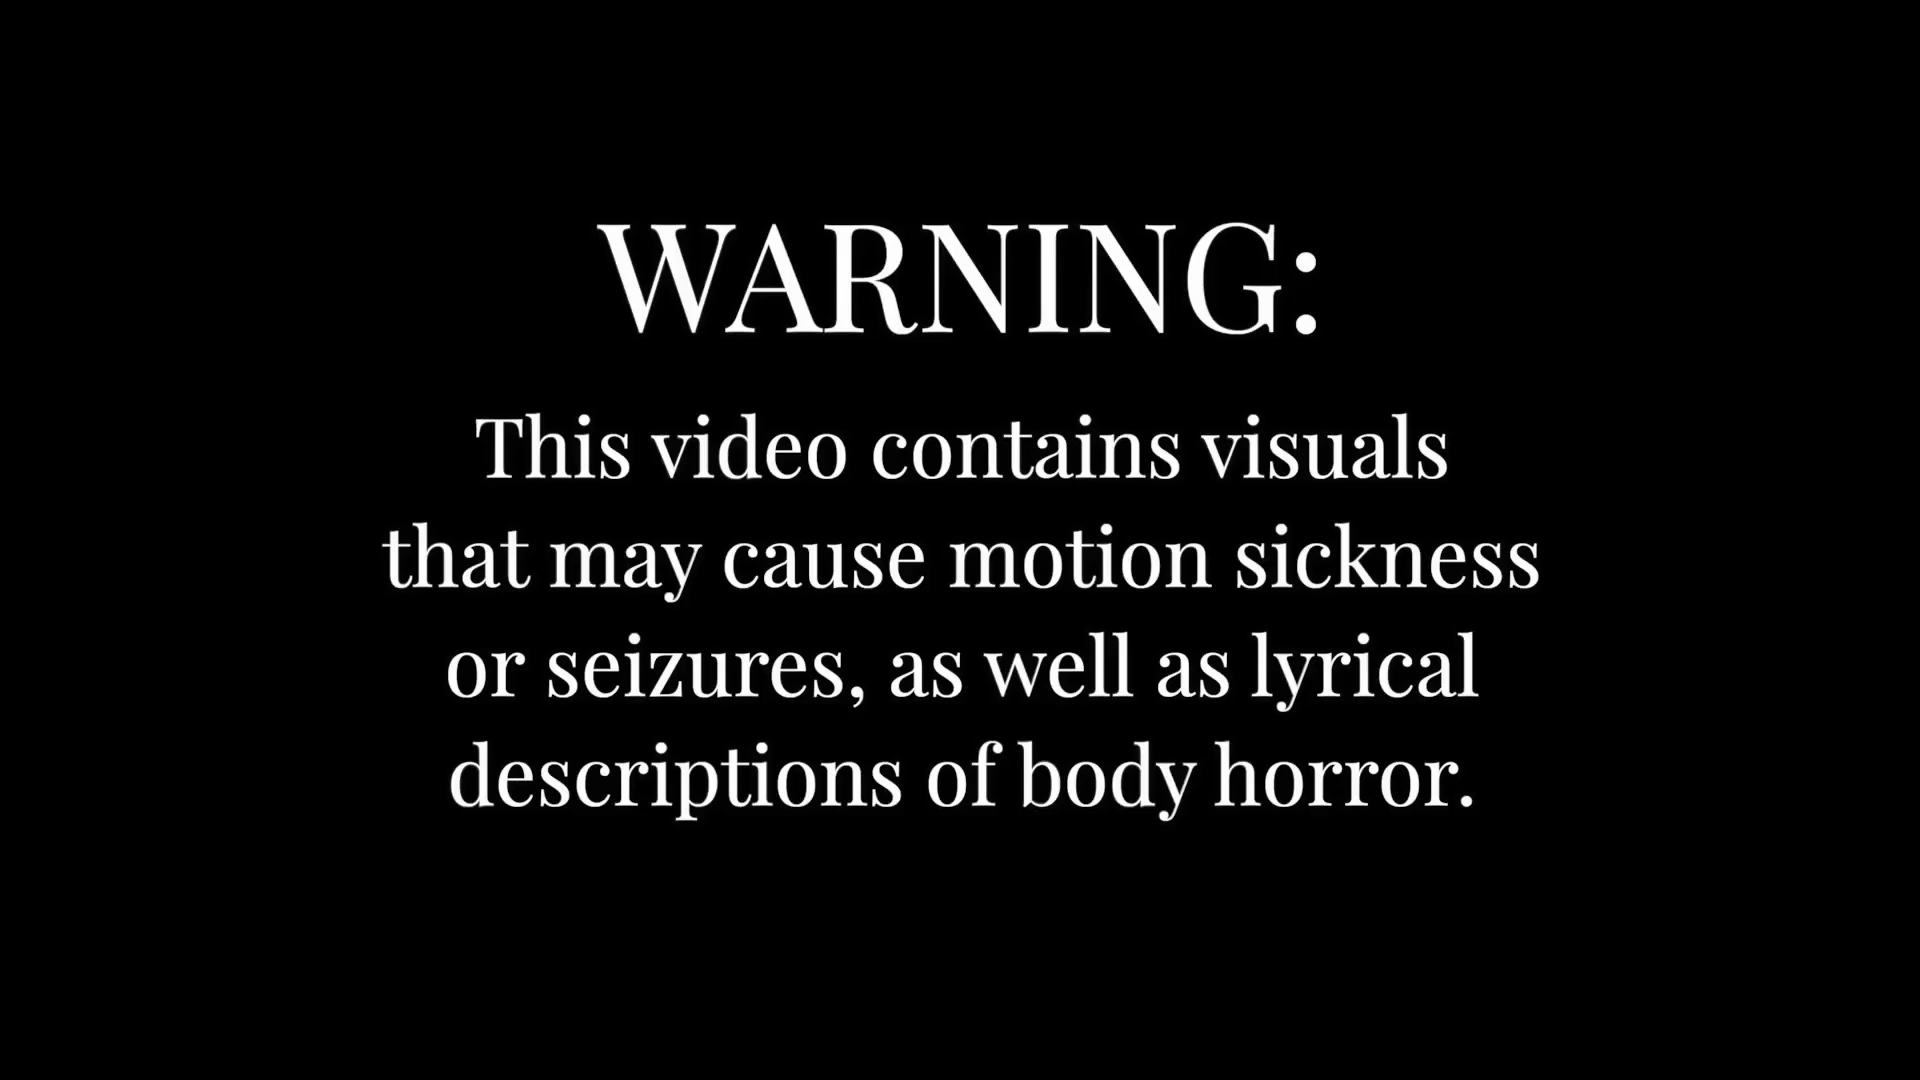 WARNING:
This video contains visuals
that may cause motion sickness
or seizures, as well as lyrical
descriptions of body horror.